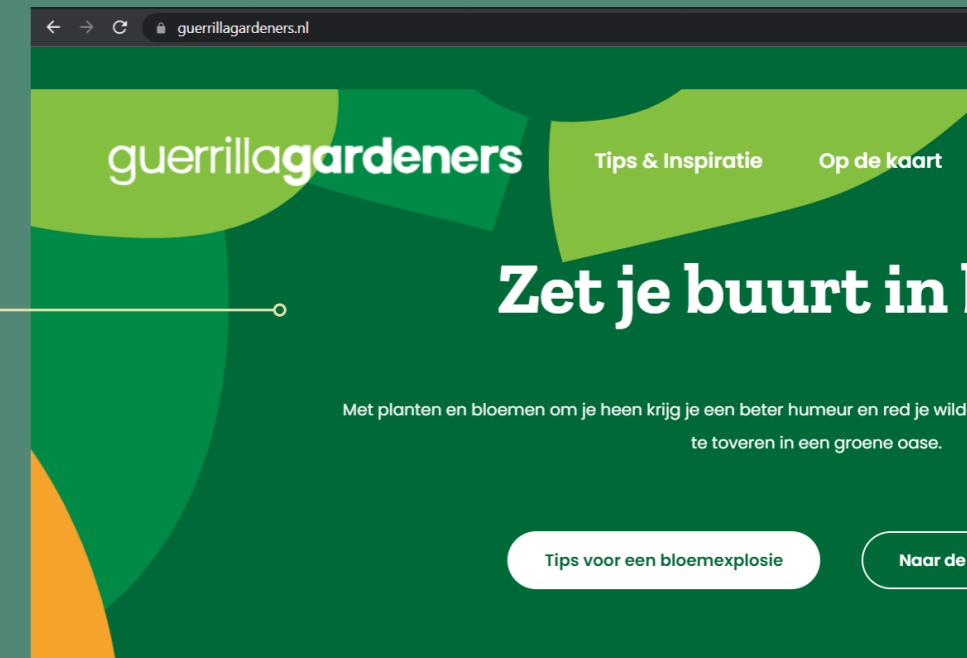 guerrillagardeners.nl
guerrillagardeners
Tips & Inspiratie
Op de kaart
Zet je buurt in
Met planten en bloemen om je heen krijg je een beter humeur en red je wild
te toveren in een groene oase.
Tips voor een bloemexplosie
Naar de